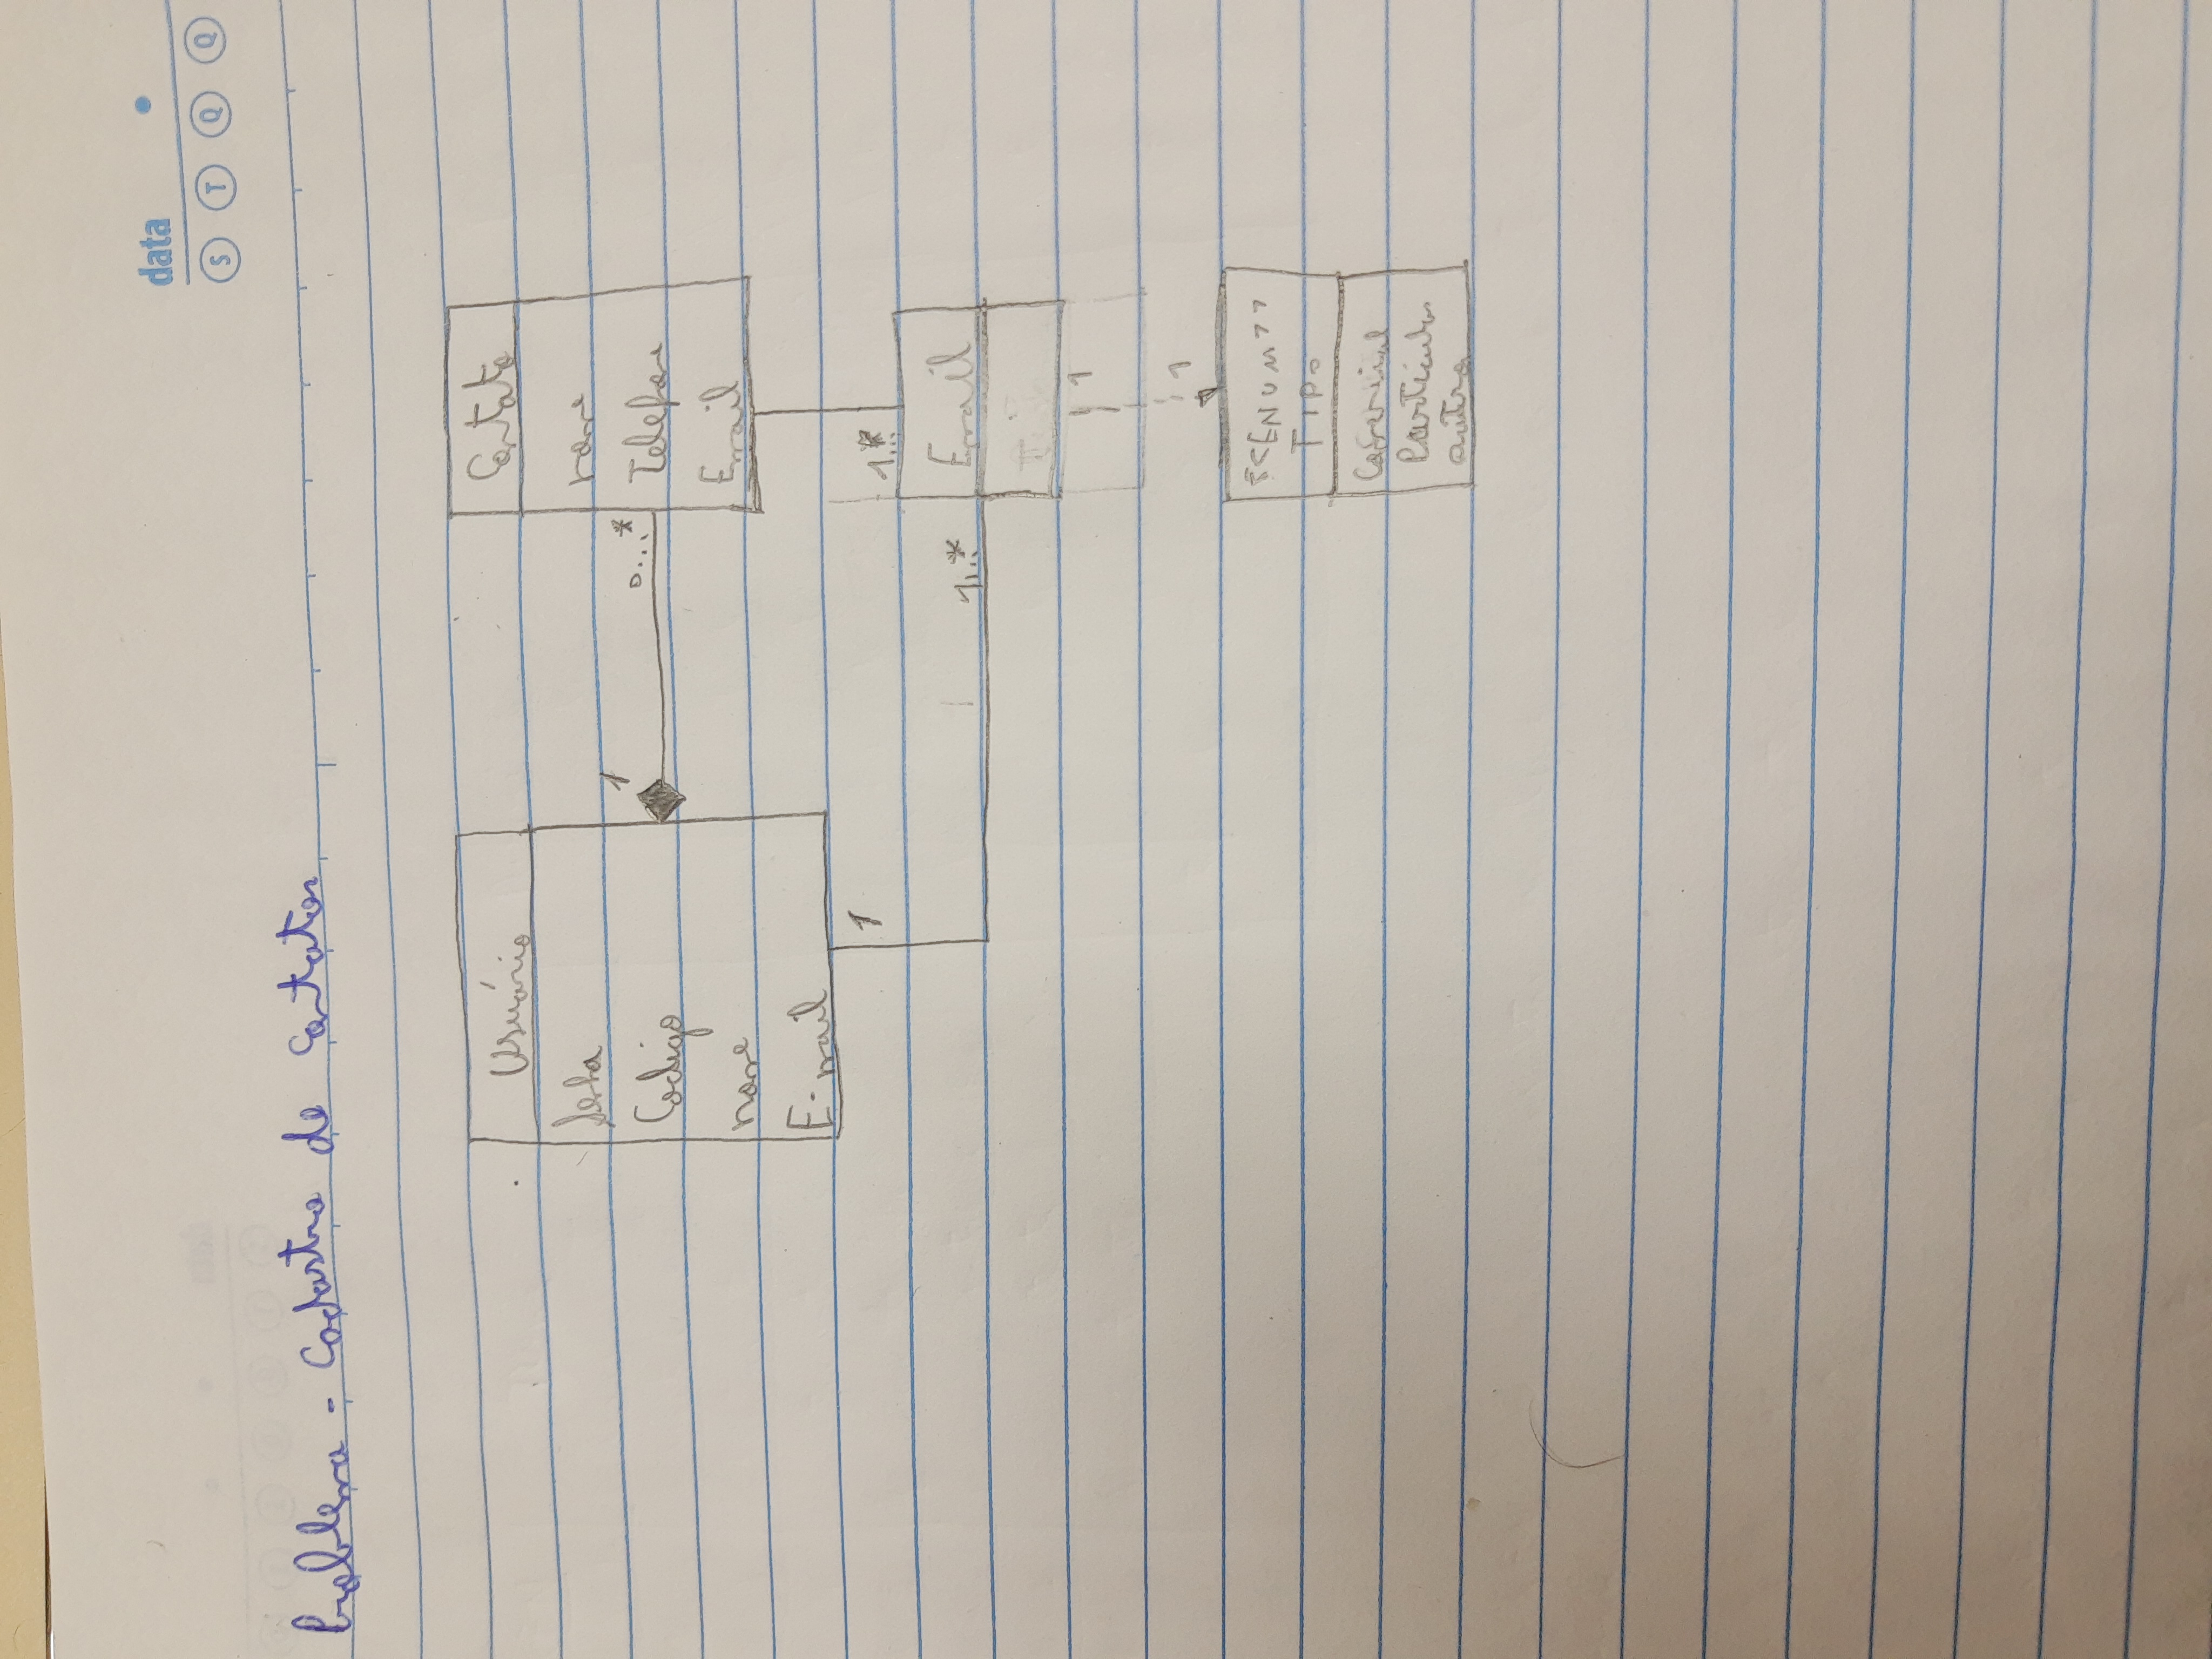 data
S T Q Q
Problema - Cadastro de Contatos
Usuário
Senha
Codigo
nome
E-mail
1
0...*
Contato
nome
Telefone
Email
1
1...*
1...*
Email
1
1
<<ENUM>>
TIPO
Comercial
Particular
outro